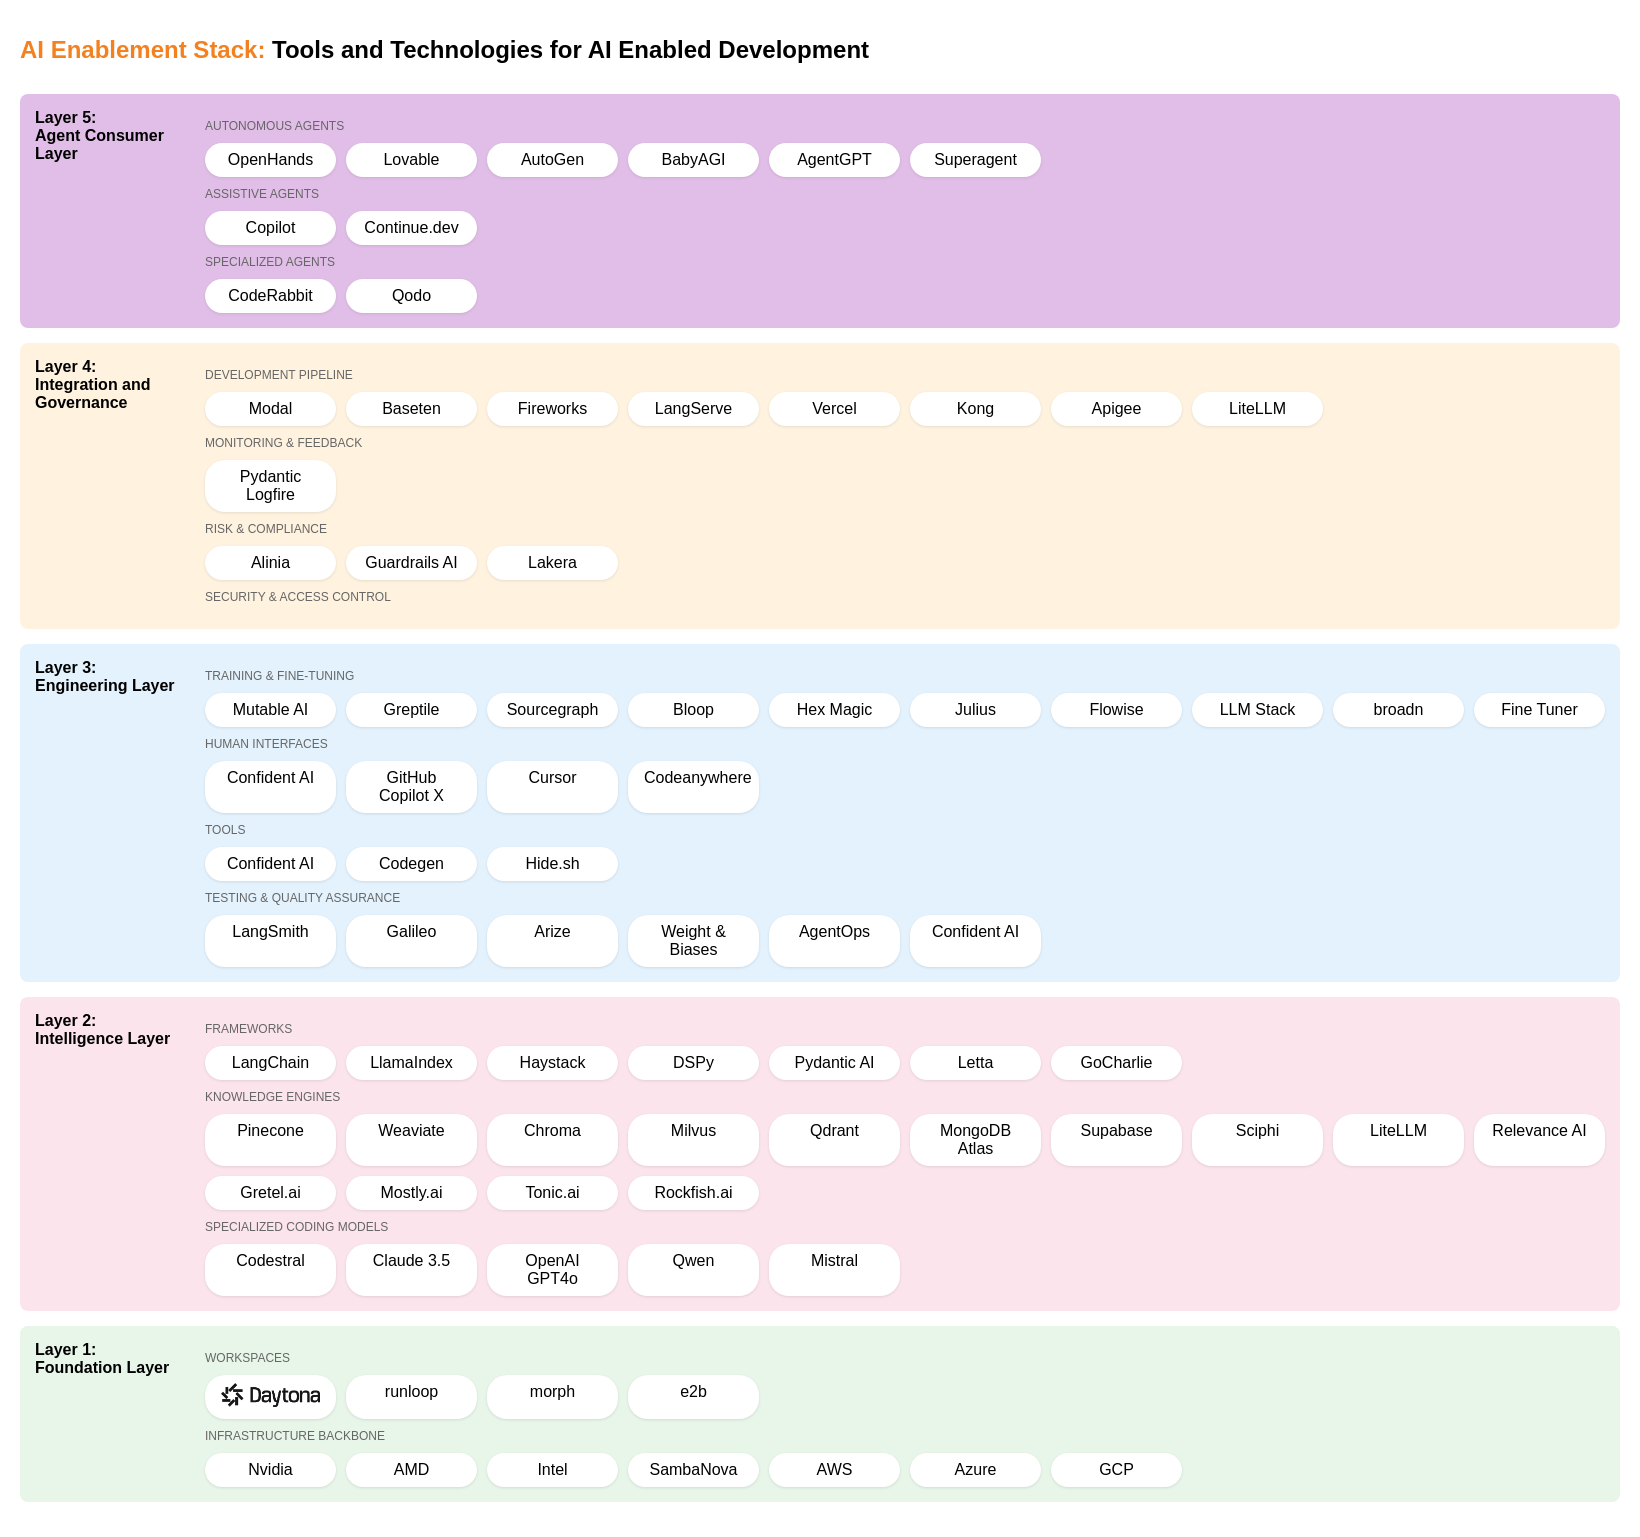 AI Enablement Stack: Tools and Technologies for AI Enabled Development
Layer 5:
Agent Consumer
Layer
AUTONOMOUS AGENTS
OpenHands Lovable AutoGen BabyAGI AgentGPT Superagent
ASSISTIVE AGENTS
Copilot Continue.dev
SPECIALIZED AGENTS
CodeRabbit Qodo
Layer 4:
Integration and
Governance
DEVELOPMENT PIPELINE
Modal Baseten Fireworks LangServe Vercel Kong Apigee LiteLLM
MONITORING & FEEDBACK
Pydantic
Logfire
RISK & COMPLIANCE
Alinia Guardrails AI Lakera
SECURITY & ACCESS CONTROL
Layer 3:
Engineering Layer
TRAINING & FINE-TUNING
Mutable AI Greptile Sourcegraph Bloop Hex Magic Julius Flowise LLM Stack broadn Fine Tuner
HUMAN INTERFACES
Confident AI
GitHub
Copilot X
Cursor
Codeanywhere
TOOLS
Confident AI Codegen Hide.sh
TESTING & QUALITY ASSURANCE
LangSmith
Galileo
Arize
Weight &
Biases
AgentOps
Confident AI
Layer 2:
Intelligence Layer
FRAMEWORKS
LangChain LlamaIndex Haystack DSPy Pydantic AI Letta GoCharlie
KNOWLEDGE ENGINES
Pinecone
Weaviate
Chroma
Milvus
Qdrant
MongoDB
Atlas
Supabase
Sciphi
LiteLLM
Relevance AI
Gretel.ai Mostly.ai Tonic.ai Rockfish.ai
SPECIALIZED CODING MODELS
Codestral
Claude 3.5
OpenAI
GPT4o
Qwen
Mistral
Layer 1:
Foundation Layer
WORKSPACES
Daytona runloop morph e2b
INFRASTRUCTURE BACKBONE
Nvidia AMD Intel SambaNova AWS Azure GCP